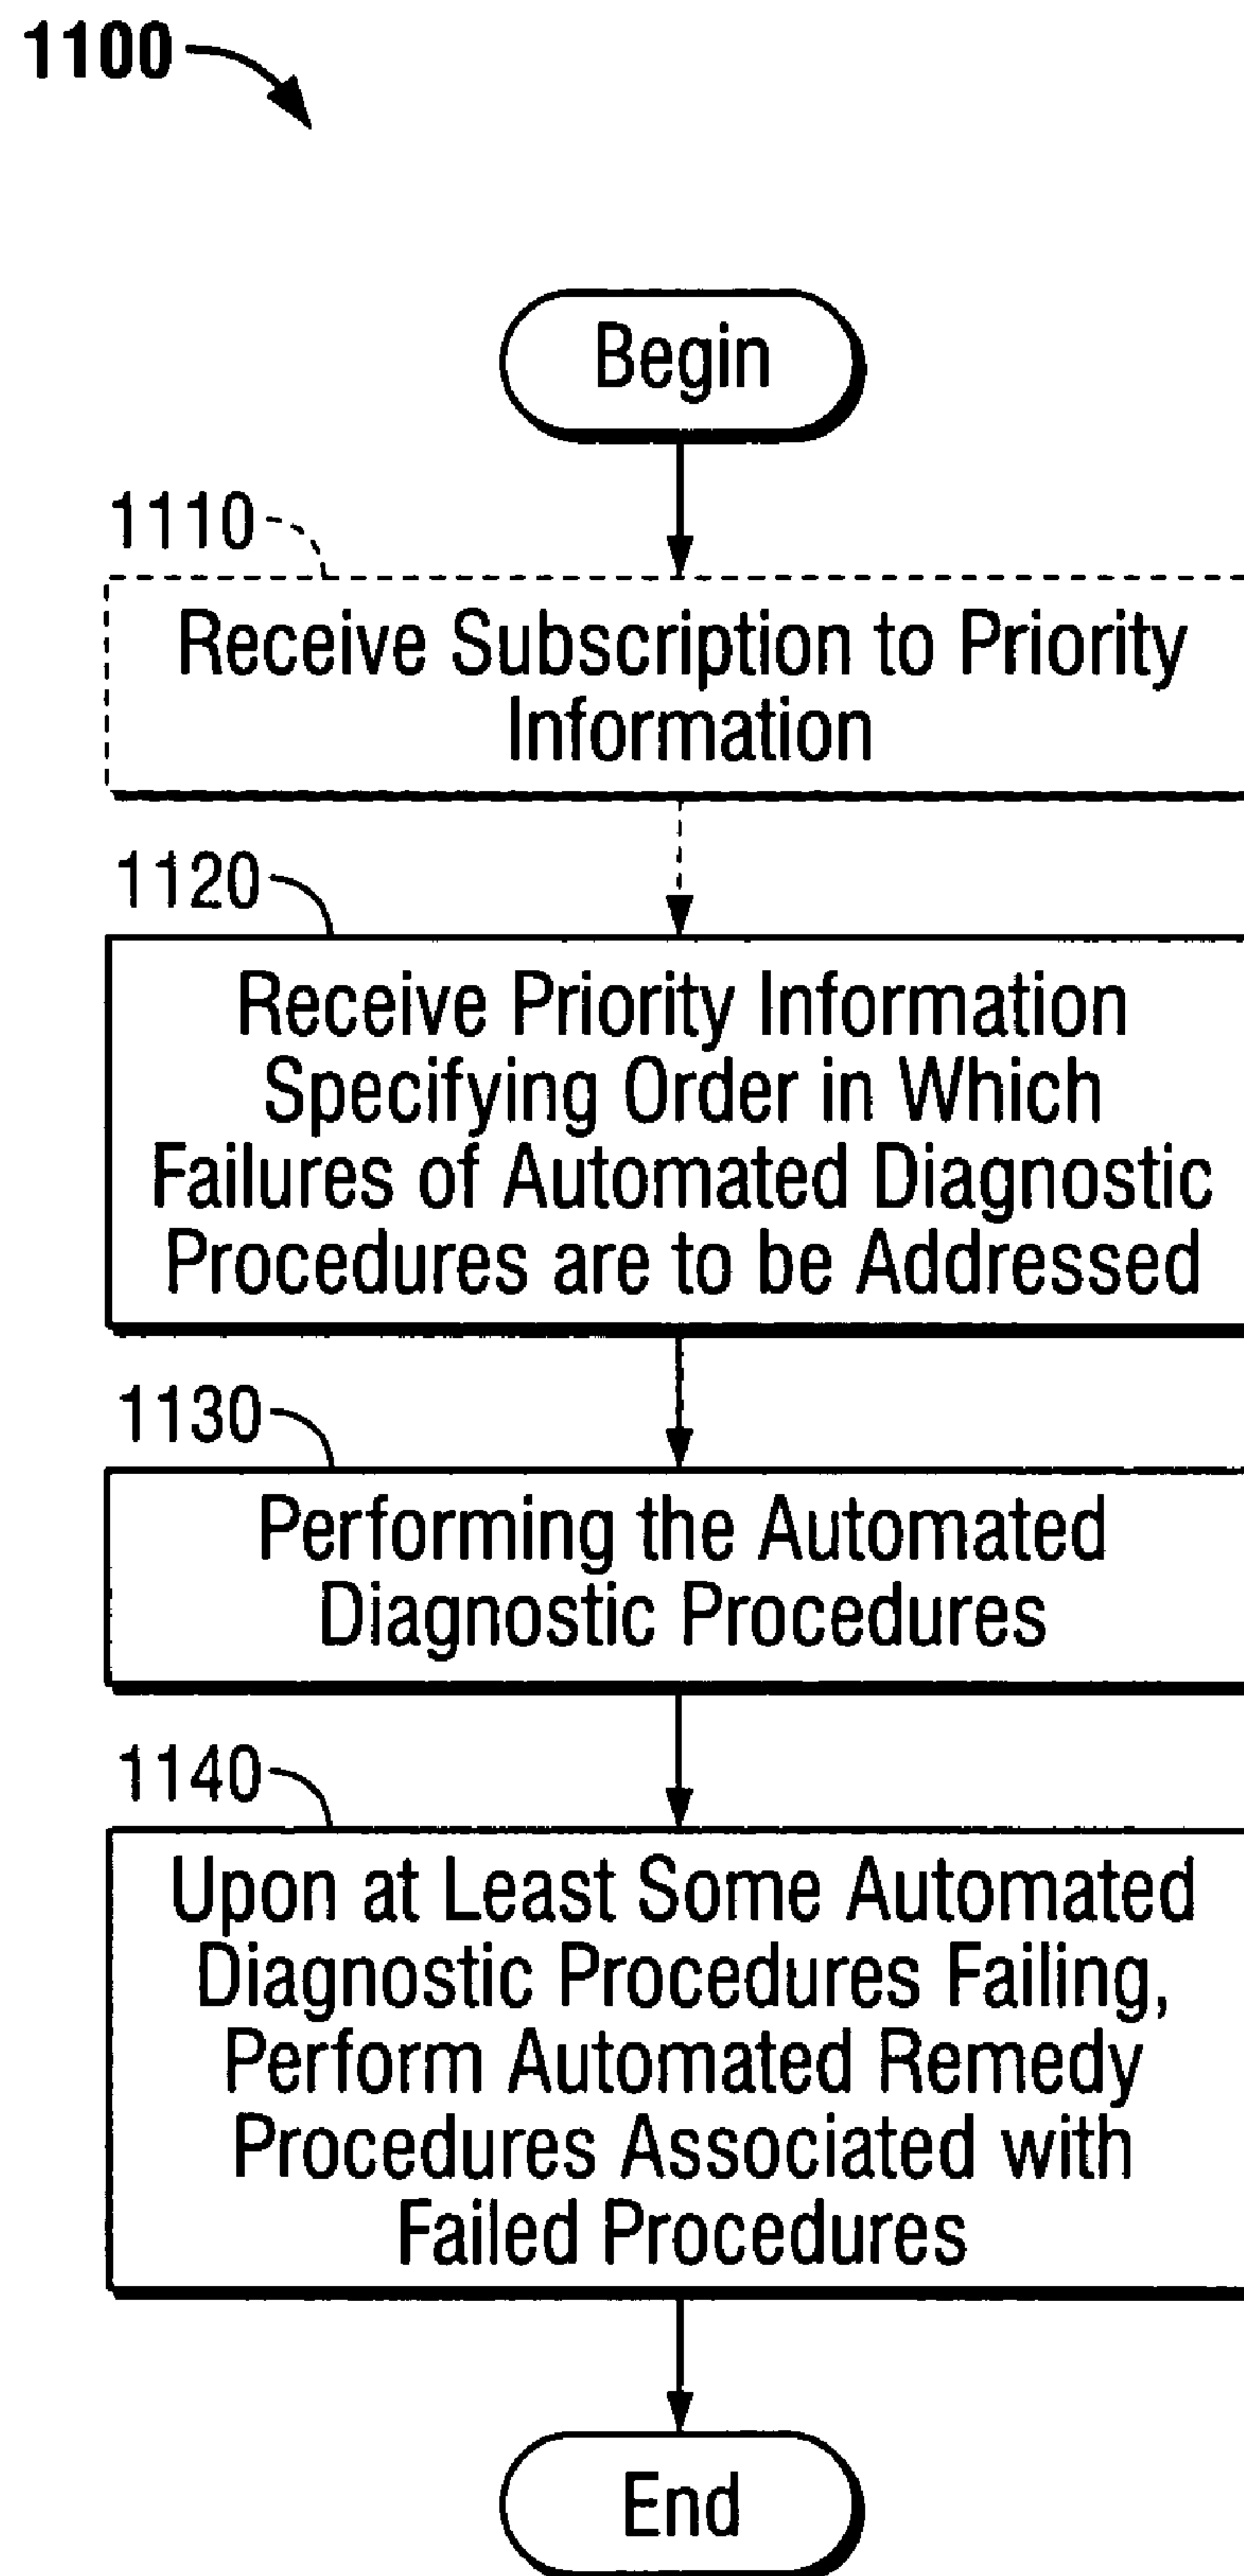 1100
Begin
1110
Receive Subscription to Priority
Information
1120
Receive Priority Information
Specifying Order in Which
Failures of Automated Diagnostic
Procedures are to be Addressed
1130
Performing the Automated
Diagnostic Procedures
1140
Upon at Least Some Automated
Diagnostic Procedures Failing,
Perform Automated Remedy
Procedures Associated with
Failed Procedures
End